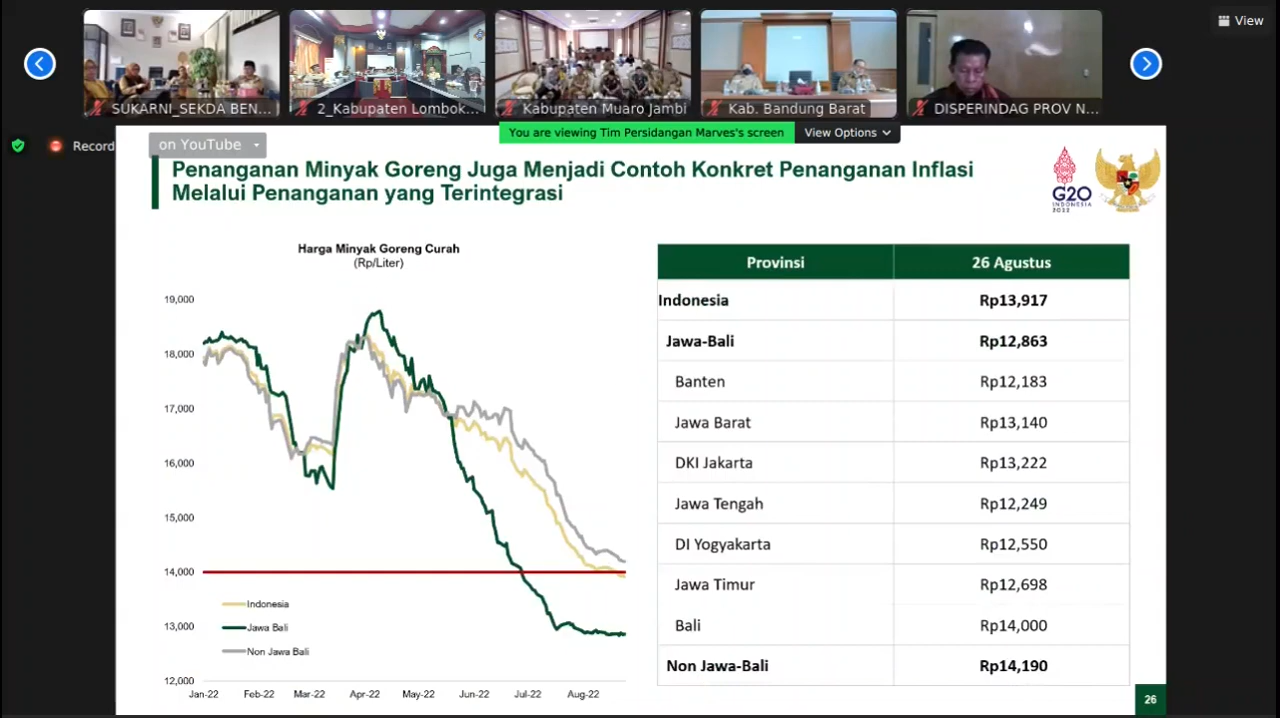 View
SUKARNI_SEKDA BEN...
2_Kabupaten Lombok...
Kabupaten Muaro Jambi
Kab. Bandung Barat
DISPERINDAG PROV N...
You are viewing Tim Persidangan Marves's screen
View Options
Record
on YouTube
Penanganan Minyak Goreng Juga Menjadi Contoh Konkret Penanganan Inflasi
Melalui Penanganan yang Terintegrasi
G20
INDONESIA
2022
Harga Minyak Goreng Curah
(Rp/Liter)
19,000
18,000
17,000
16,000
15,000
14,000
13,000
12,000
Indonesia
Jawa Bali
Non Jawa Bali
Jan-22 Feb-22 Mar-22 Apr-22 May-22 Jun-22 Jul-22 Aug-22
Provinsi 26 Agustus
Indonesia Rp13,917
Jawa-Bali Rp12,863
Banten Rp12,183
Jawa Barat Rp13,140
DKI Jakarta Rp13,222
Jawa Tengah Rp12,249
DI Yogyakarta Rp12,550
Jawa Timur Rp12,698
Bali Rp14,000
Non Jawa-Bali Rp14,190
26